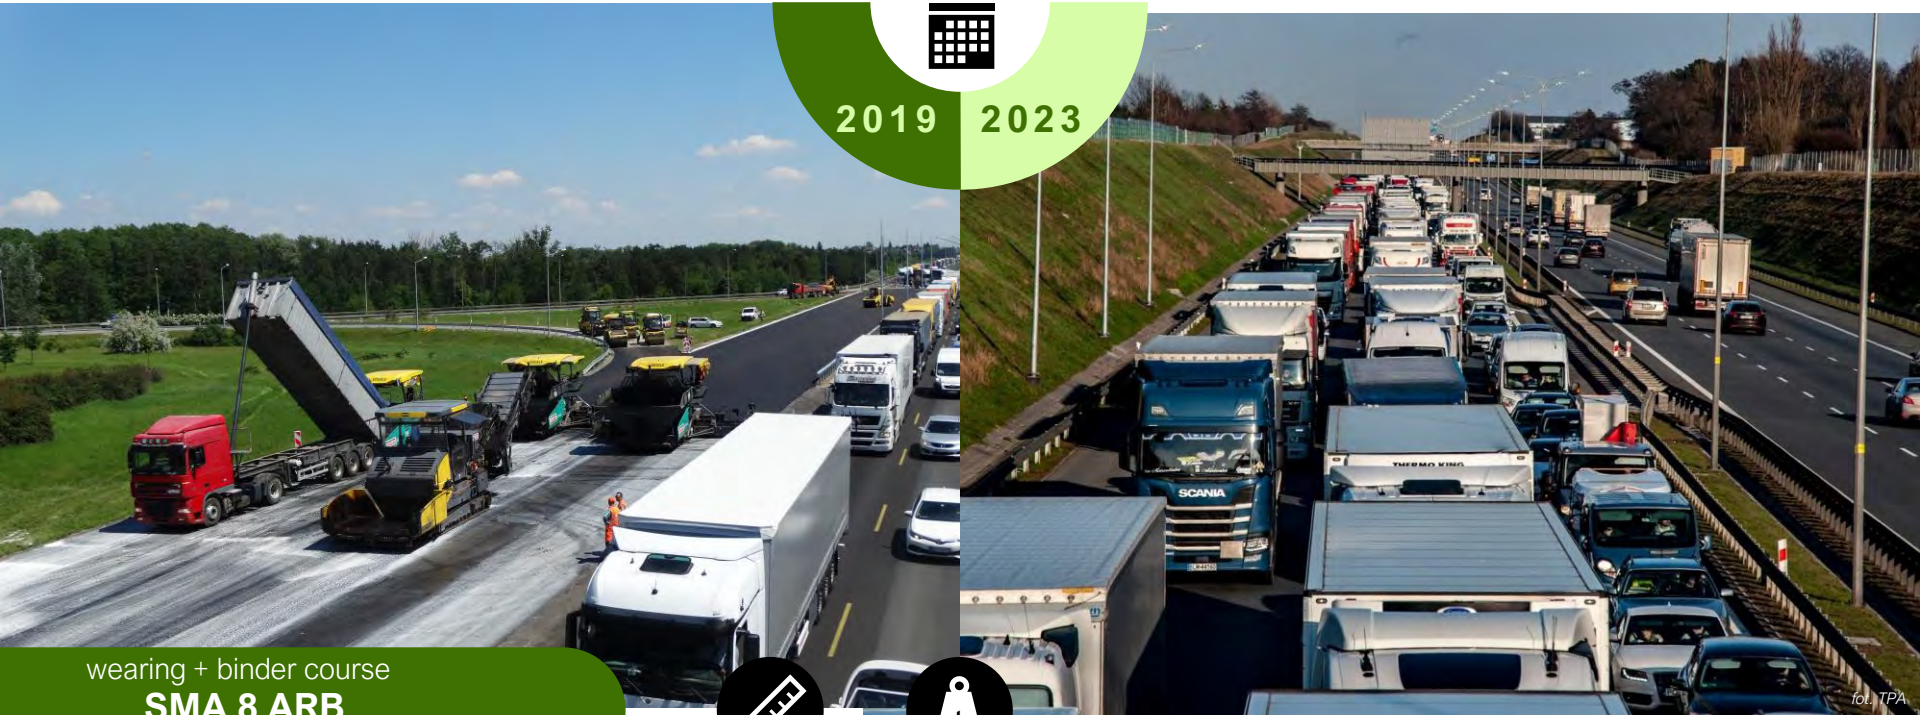 2019
2023
wearing + binder course
SMA 8 ARB
THERMO KING
SCANIA
fot. TPA